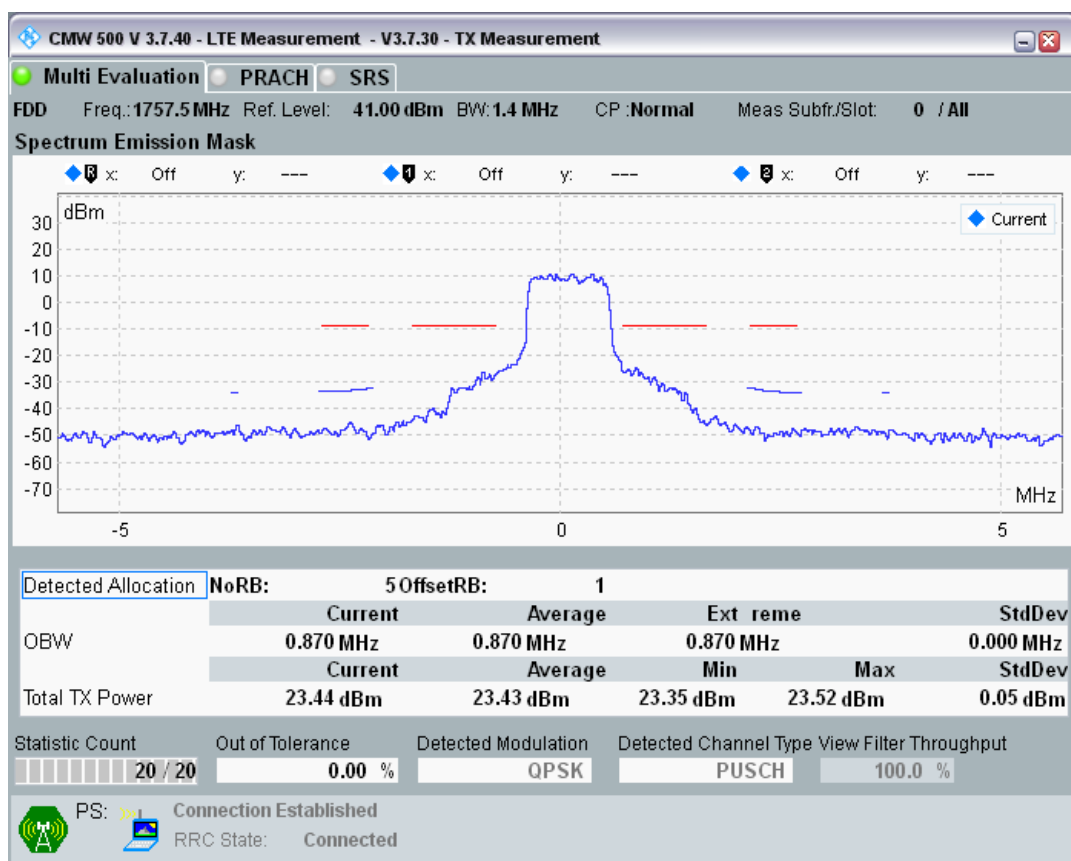 CMW 500 V 3.7.40 - LTE Measurement - V3.7.30 - TX Measurement
Multi Evaluation PRACH SRS
FDD Freq.: 1757.5 MHz Ref. Level: 41.00 dBm BW: 1.4 MHz CP :Normal Meas Subfr./Slot: 0 / All
Spectrum Emission Mask
R x: Off y: --- 1 x: Off y: --- 2 x: Off y: ---
dBm
Current
30
20
10
0
-10
-20
-30
-40
-50
-60
-70
MHz
-5 0 5
Detected Allocation NoRB: 5 OffsetRB: 1
Current Average Ext reme StdDev
OBW 0.870 MHz 0.870 MHz 0.870 MHz 0.000 MHz
Current Average Min Max StdDev
Total TX Power 23.44 dBm 23.43 dBm 23.35 dBm 23.52 dBm 0.05 dBm
Statistic Count Out of Tolerance Detected Modulation Detected Channel Type View Filter Throughput
20 / 20 0.00 % QPSK PUSCH 100.0 %
PS: Connection Established
RRC State: Connected